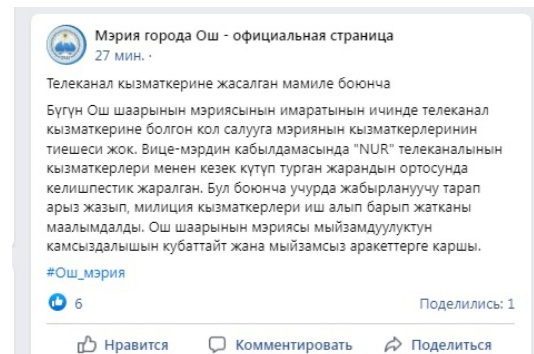 Мэрия города Ош - официальная страница
27 мин. ·
Телеканал кызматкерине жасалган мамиле боюнча
Бүгүн Ош шаарынын мэриясынын имаратынын ичинде телеканал
кызматкерине болгон кол салууга мэриянын кызматкерлеринин
тиешеси жок. Вице-мэрдин кабылдамасында "NUR" телеканалынын
кызматкерлери менен кезек күтүп турган жарандын ортосунда
келишпестик жаралган. Бул боюнча учурда жабырлануучу тарап
арыз жазып, милиция кызматкерлери иш алып барып жатканы
маалымдалды. Ош шаарынын мэриясы мыйзамдуулуктун
камсыздалышын кубаттайт жана мыйзамсыз аракеттерге каршы.
#Ош_мэрия
6
Поделились: 1
Нравится
Комментировать
Поделиться